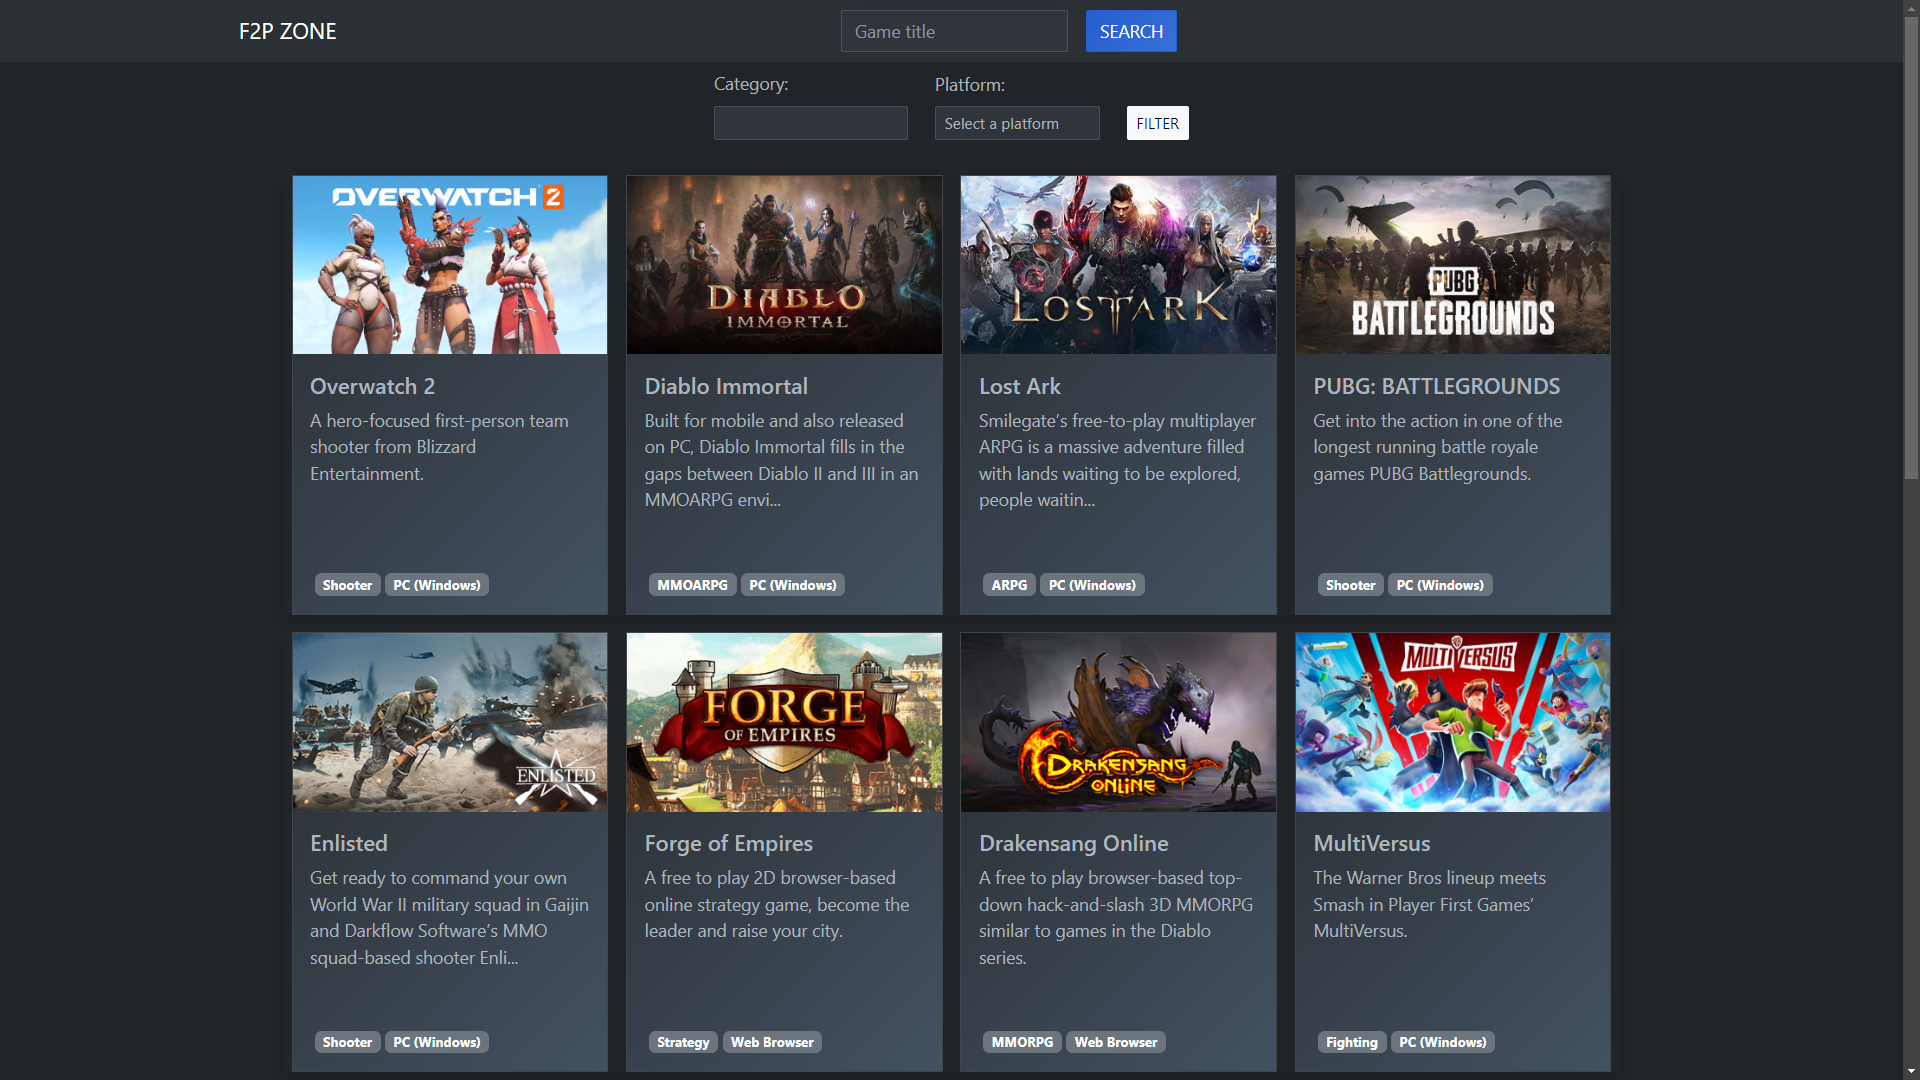 F2P ZONE
Game title
SEARCH
Category:
Platform:
Select a platform
FILTER
OVERWATCH 2
DIABLO
IMMORTAL
LOST ARK
PUBG
BATTLEGROUNDS
Overwatch 2
A hero-focused first-person team
shooter from Blizzard
Entertainment.
Shooter
PC (Windows)
Diablo Immortal
Built for mobile and also released
on PC, Diablo Immortal fills in the
gaps between Diablo II and III in an
MMOARPG envi...
MMOARPG
PC (Windows)
Lost Ark
Smilegate’s free-to-play multiplayer
ARPG is a massive adventure filled
with lands waiting to be explored,
people waitin...
ARPG
PC (Windows)
PUBG: BATTLEGROUNDS
Get into the action in one of the
longest running battle royale
games PUBG Battlegrounds.
Shooter
PC (Windows)
ENLISTED
FORGE
OF EMPIRES
DRAKENSANG
ONLINE
MULTIVERSUS
Enlisted
Get ready to command your own
World War II military squad in Gaijin
and Darkflow Software’s MMO
squad-based shooter Enli...
Shooter
PC (Windows)
Forge of Empires
A free to play 2D browser-based
online strategy game, become the
leader and raise your city.
Strategy
Web Browser
Drakensang Online
A free to play browser-based top-
down hack-and-slash 3D MMORPG
similar to games in the Diablo
series.
MMORPG
Web Browser
MultiVersus
The Warner Bros lineup meets
Smash in Player First Games’
MultiVersus.
Fighting
PC (Windows)